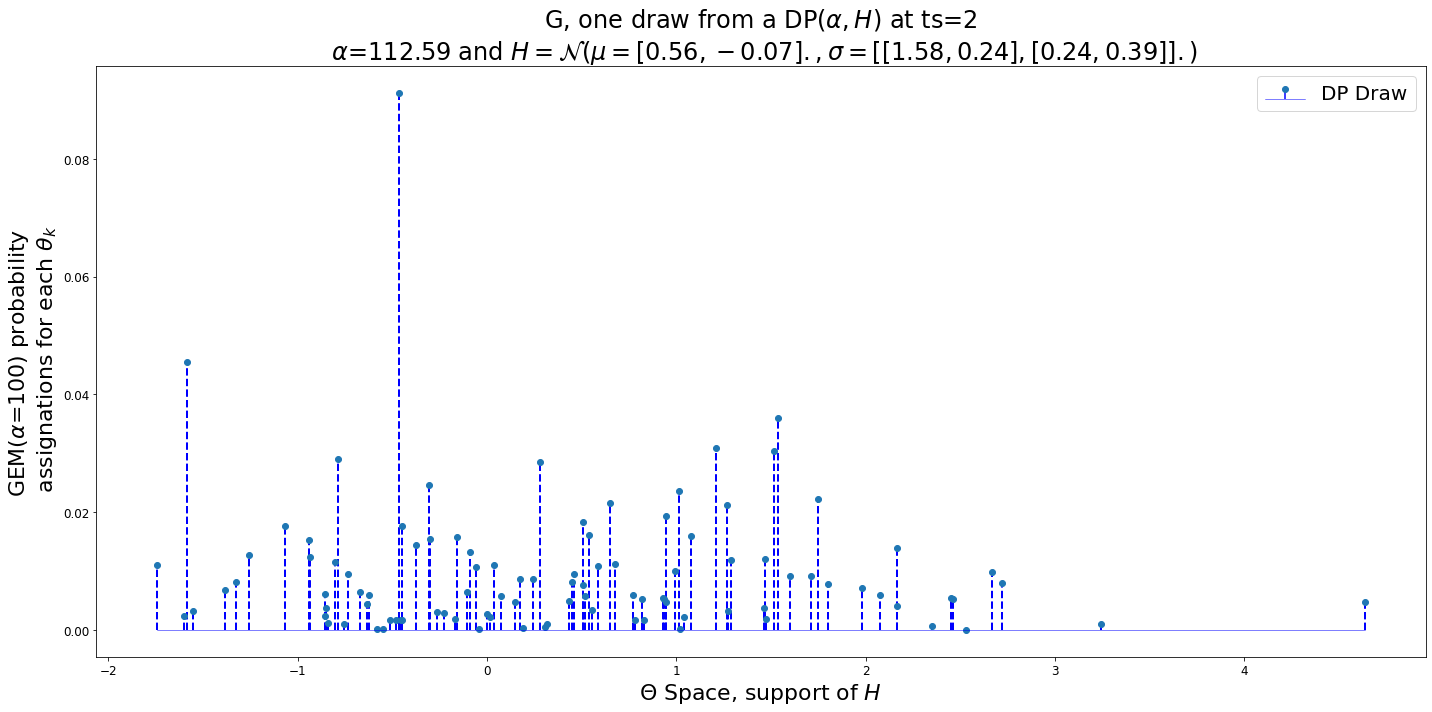 G, one draw from a DP(α, H) at ts=2
α=112.59 and H = 𝒩(μ = [0.56, −0.07]., σ = [[1.58, 0.24], [0.24, 0.39]].)
DP Draw
GEM(α=100) probability
assignations for each θ_k
0.08
0.06
0.04
0.02
0.00
−2 −1 0 1 2 3 4
Θ Space, support of H